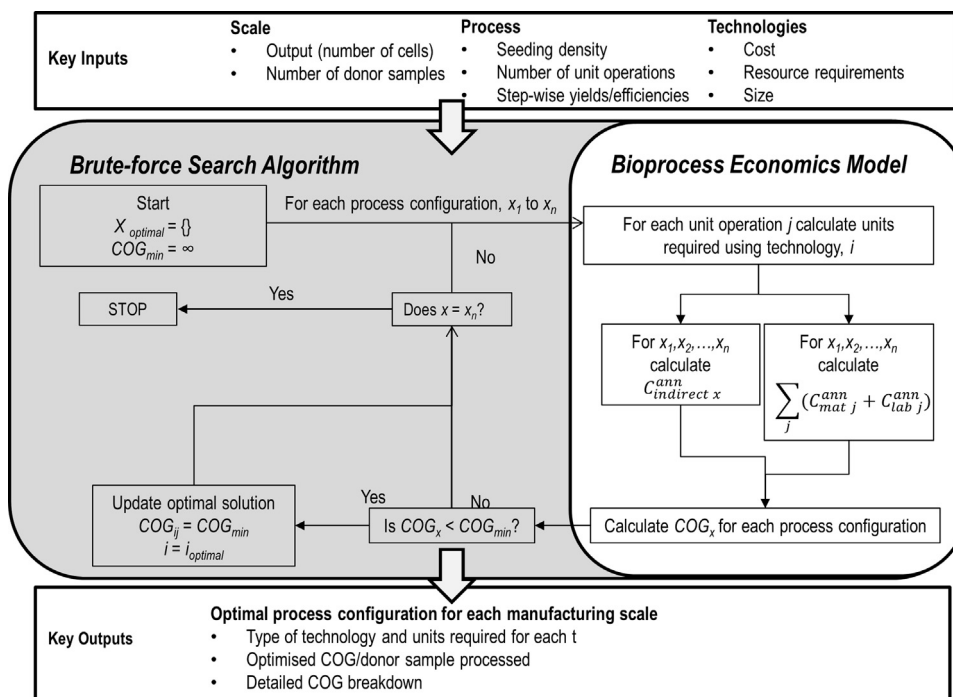 Key Inputs
Scale
• Output (number of cells)
• Number of donor samples
Process
• Seeding density
• Number of unit operations
• Step-wise yields/efficiencies
Technologies
• Cost
• Resource requirements
• Size
Brute-force Search Algorithm
Bioprocess Economics Model
Start
X optimal = {}
COG min = ∞
For each process configuration, x1 to xn
For each unit operation j calculate units
required using technology, i
No
Yes
STOP
Does x = xn?
For x1,x2,...,xn
calculate
C^{ann}_{indirect x}
For x1,x2,...,xn
calculate
∑_j (C^{ann}_{mat j} + C^{ann}_{lab j})
Update optimal solution
COGij = COGmin
i = ioptimal
Yes
No
Is COGx < COGmin?
Calculate COGx for each process configuration
Key Outputs
Optimal process configuration for each manufacturing scale
• Type of technology and units required for each t
• Optimised COG/donor sample processed
• Detailed COG breakdown